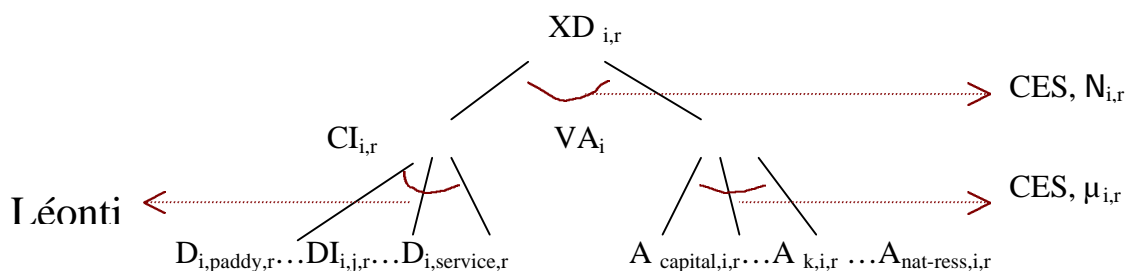 XD i,r
CES, Ni,r
CIi,r VAi
Léonti
CES, µi,r
Di,paddy,r…DIi,j,r…Di,service,r A capital,i,r…A k,i,r …Anat-ress,i,r